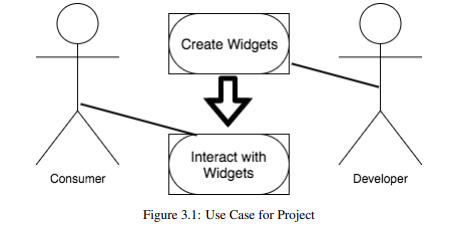 Create Widgets
Interact with
Widgets
Consumer
Developer
Figure 3.1: Use Case for Project